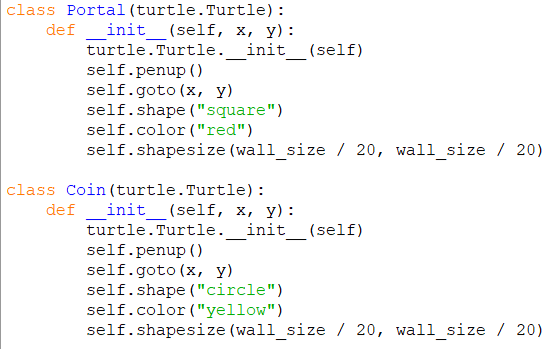 class Portal(turtle.Turtle):
    def __init__(self, x, y):
        turtle.Turtle.__init__(self)
        self.penup()
        self.goto(x, y)
        self.shape("square")
        self.color("red")
        self.shapesize(wall_size / 20, wall_size / 20)

class Coin(turtle.Turtle):
    def __init__(self, x, y):
        turtle.Turtle.__init__(self)
        self.penup()
        self.goto(x, y)
        self.shape("circle")
        self.color("yellow")
        self.shapesize(wall_size / 20, wall_size / 20)